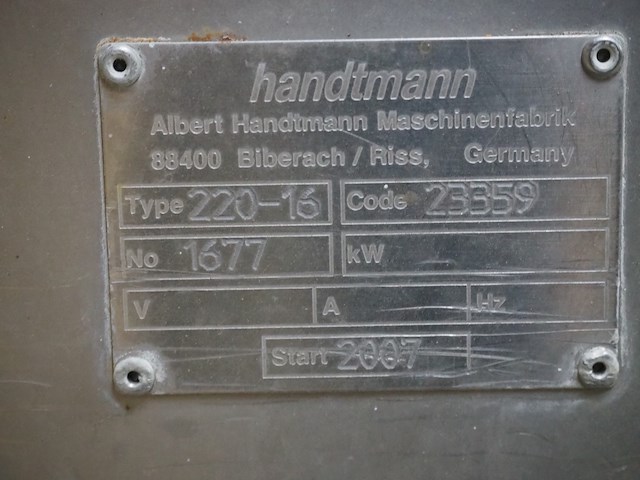 handtmann
Albert Handtmann Maschinenfabrik
88400 Biberach / Riss, Germany
Type 220-16 Code 23359
No 1677 kW
V A Hz
Start 2007